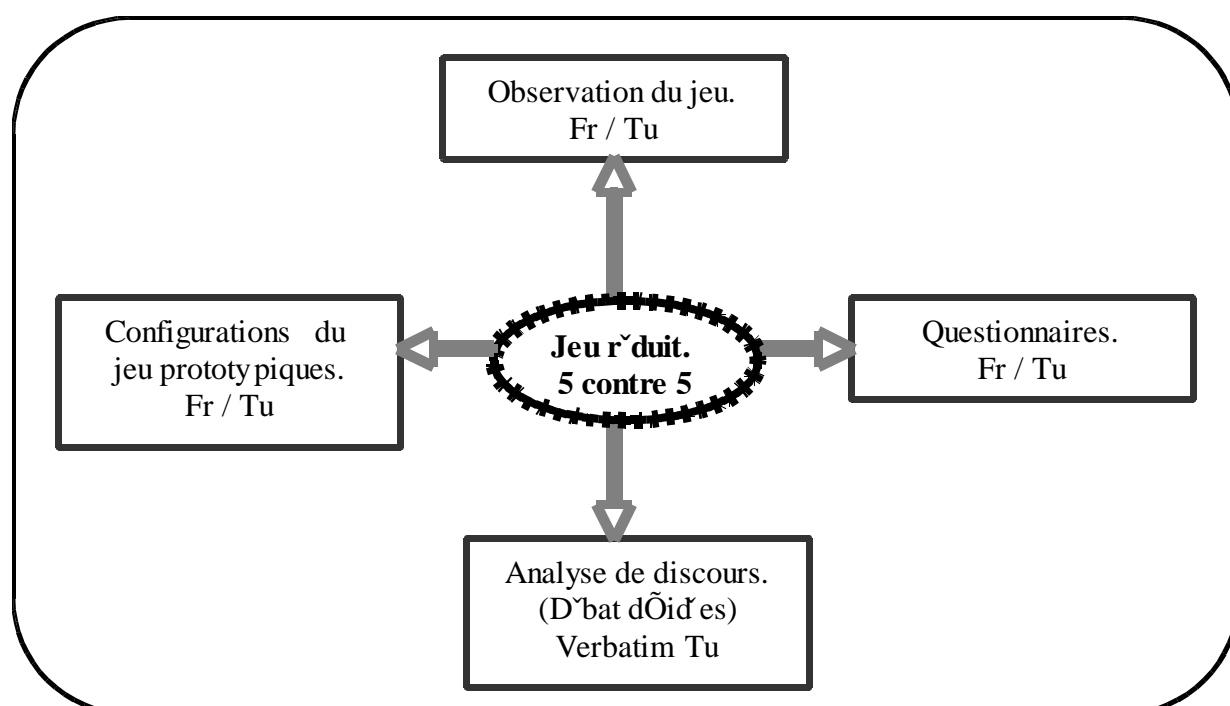 Observation du jeu.
Fr / Tu
Configurations du
jeu prototypiques.
Fr / Tu
Jeu rˇduit.
5 contre 5
Questionnaires.
Fr / Tu
Analyse de discours.
(Dˇbat dÕidˇes)
Verbatim Tu